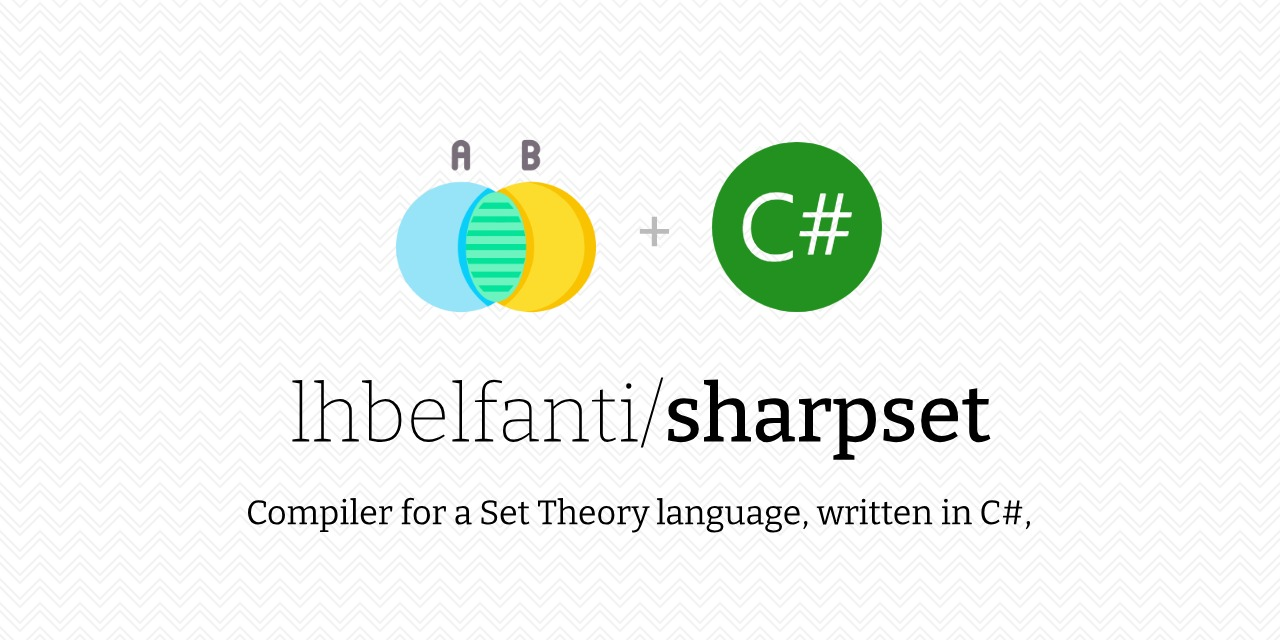 A B
+ C#
lhbelfanti/sharpset
Compiler for a Set Theory language, written in C#,